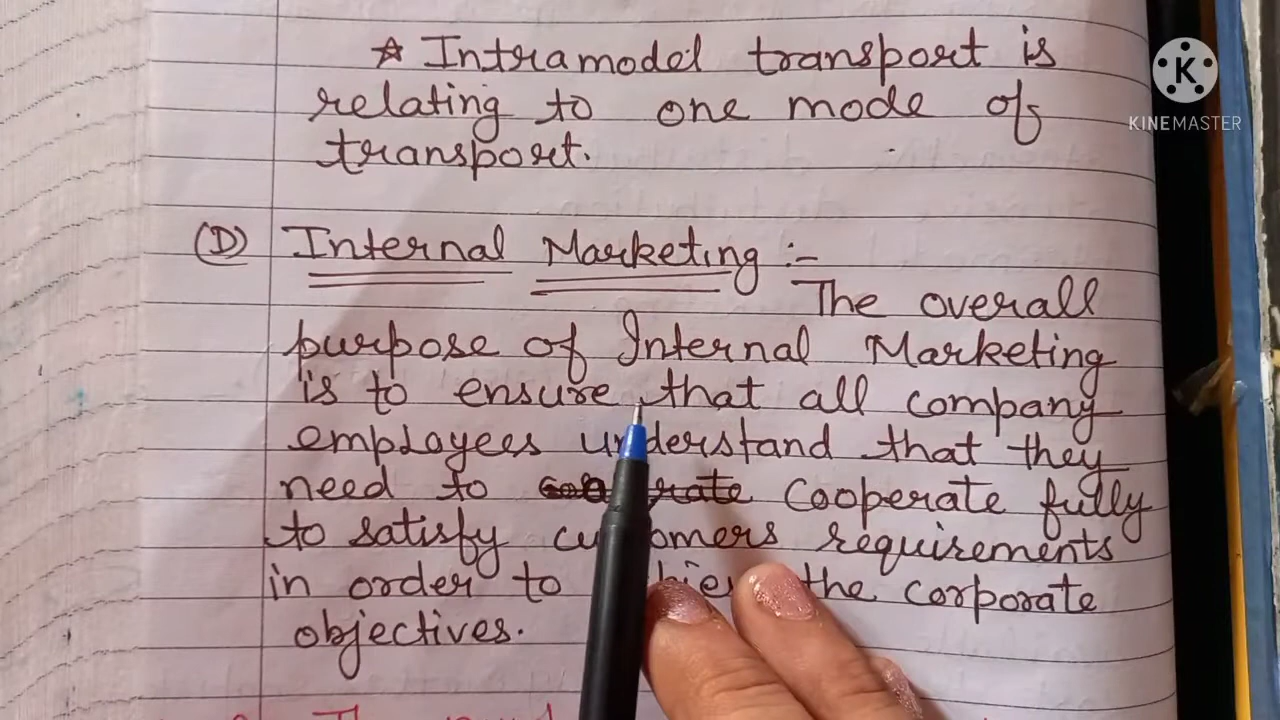 ☆ Intramodel transport is
relating to one mode of
transport.
K
KINEMASTER
(D) Internal Marketing :-
The overall
purpose of Internal Marketing
is to ensure that all company
employees understand that they
need to cooperate fully
to satisfy customers requirements
in order to the corporate
objectives.